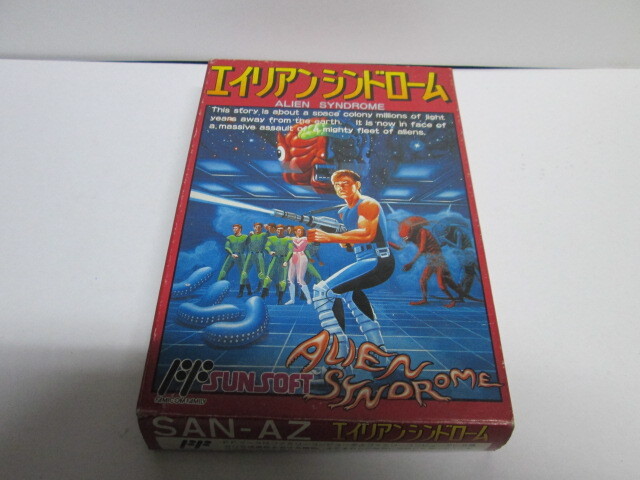 エイリアンシンドローム
ALIEN SYNDROME
This story is about a space colony millions of light
years away from the earth. It is now in face of
a massive assault of a mighty fleet of aliens.
ALIEN
SYNDROME
SUNSOFT
SAN-AZ エイリアンシンドローム